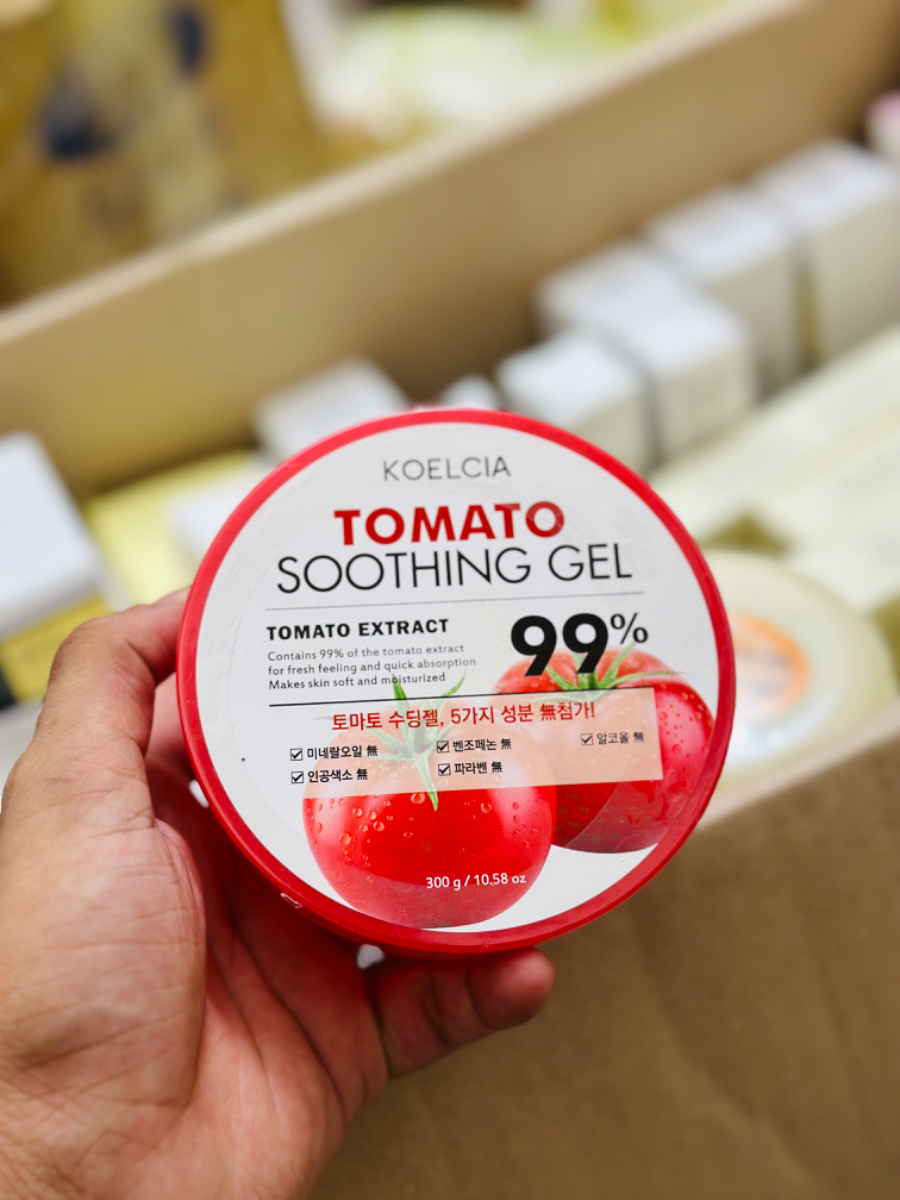 KOELCIA
TOMATO
SOOTHING GEL
TOMATO EXTRACT
Contains 99% of the tomato extract
for fresh feeling and quick absorption
Makes skin soft and moisturized
99%
토마토 수딩젤, 5가지 성분 無첨가!
☑ 미네랄오일 無 ☑ 벤조페논 無 ☑ 알코올 無
☑ 인공색소 無 ☑ 파라벤 無
300 g / 10.58 oz